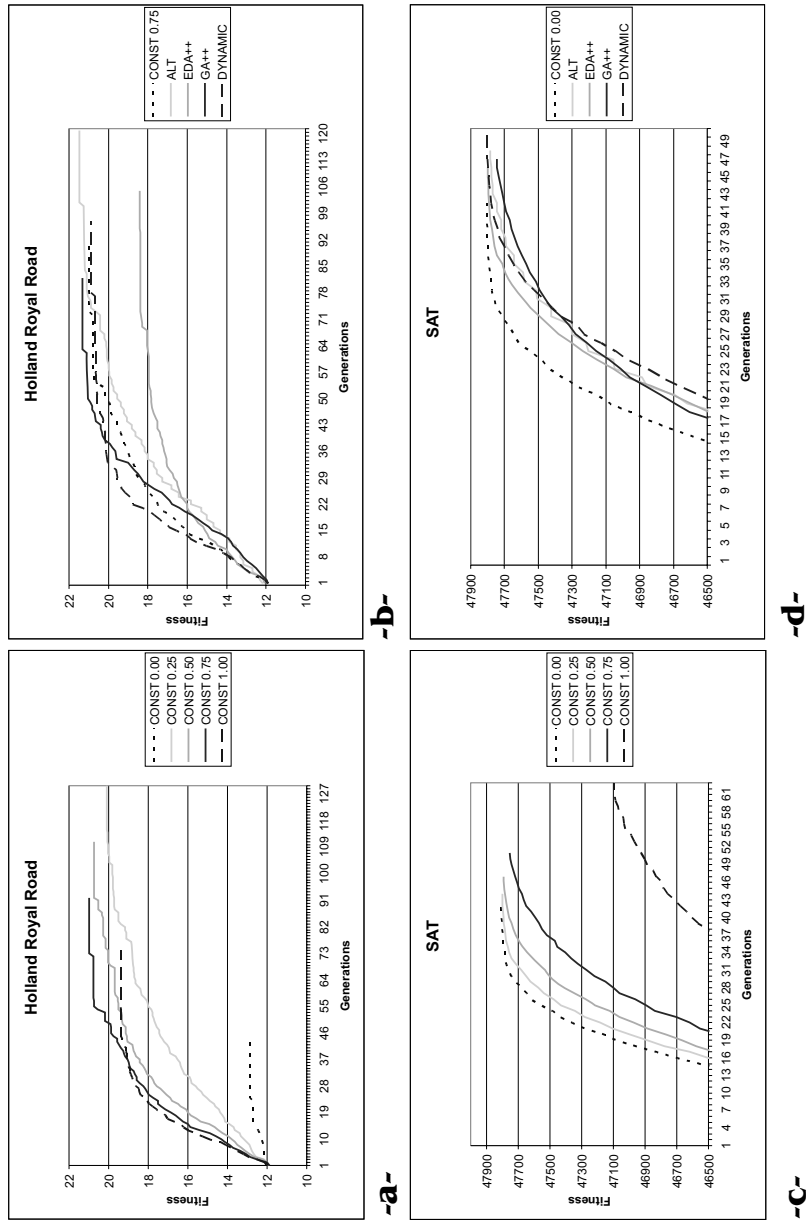 -a-
Holland Royal Road
Fitness
22
20
18
16
14
12
10
1 10 19 28 37 46 55 64 73 82 91 100 109 118 127
Generations
CONST 0.00
CONST 0.25
CONST 0.50
CONST 0.75
CONST 1.00
-b-
Holland Royal Road
Fitness
22
20
18
16
14
12
10
1 8 15 22 29 36 43 50 57 64 71 78 85 92 99 106 113 120
Generations
CONST 0.75
ALT
EDA++
GA++
DYNAMIC
-c-
SAT
Fitness
47900
47700
47500
47300
47100
46900
46700
46500
1 4 7 10 13 16 19 22 25 28 31 34 37 40 43 46 49 52 55 58 61
Generations
CONST 0.00
CONST 0.25
CONST 0.50
CONST 0.75
CONST 1.00
-d-
SAT
Fitness
47900
47700
47500
47300
47100
46900
46700
46500
1 3 5 7 9 11 13 15 17 19 21 23 25 27 29 31 33 35 37 39 41 43 45 47 49
Generations
CONST 0.00
ALT
EDA++
GA++
DYNAMIC